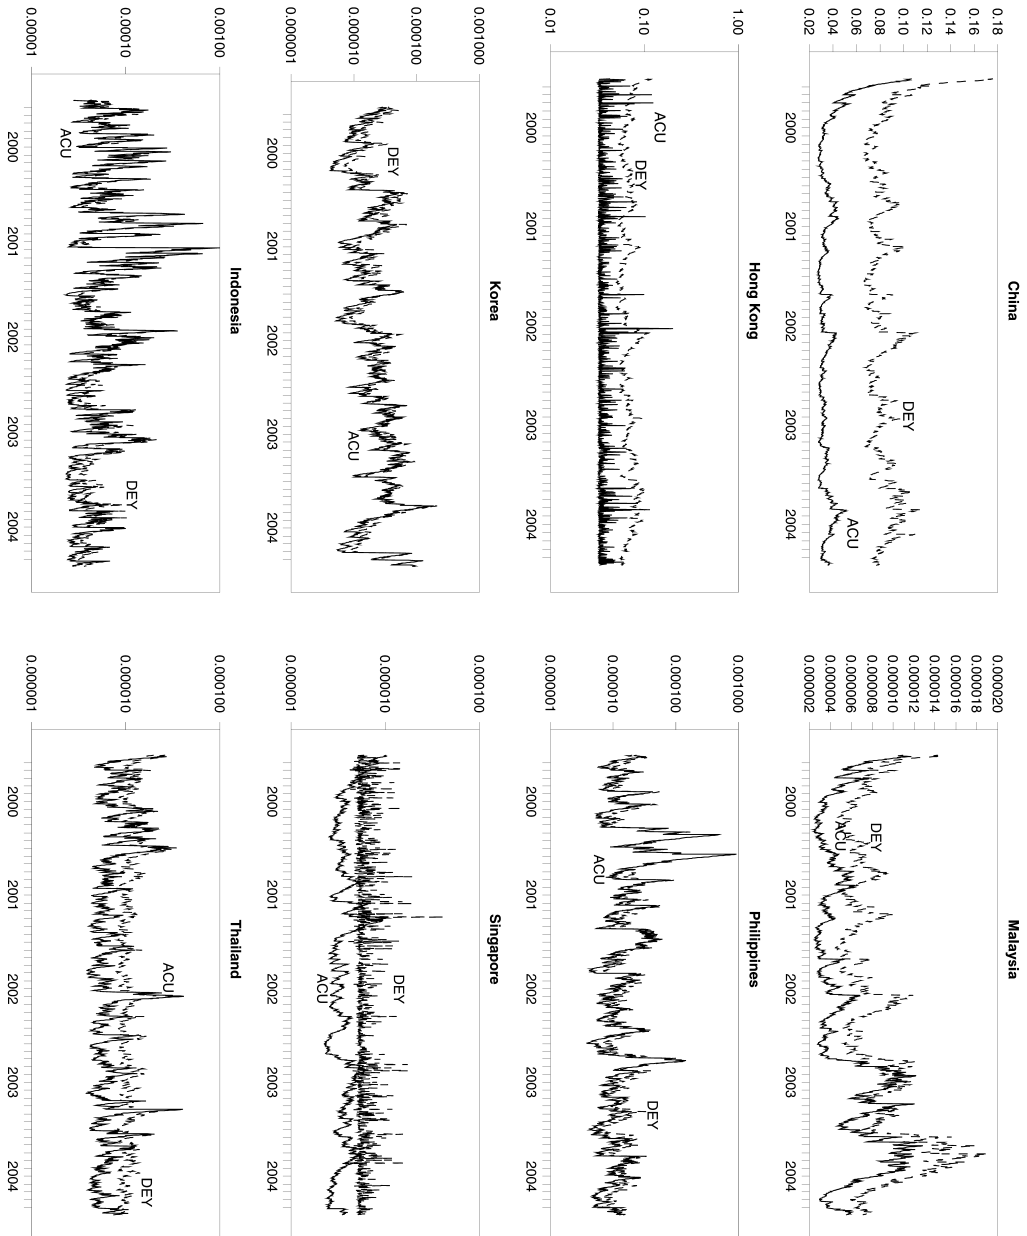 China
0.18
0.16
0.14
0.12
0.10
0.08
0.06
0.04
0.02
DEY
ACU
2000 2001 2002 2003 2004
Malaysia
0.000020
0.000018
0.000016
0.000014
0.000012
0.000010
0.000008
0.000006
0.000004
0.000002
DEY
ACU
2000 2001 2002 2003 2004
Hong Kong
1.00
0.10
0.01
ACU
DEY
2000 2001 2002 2003 2004
Philippines
0.001000
0.000100
0.000010
0.000001
DEY
ACU
2000 2001 2002 2003 2004
Korea
0.001000
0.000100
0.000010
0.000001
DEY
ACU
2000 2001 2002 2003 2004
Singapore
0.000100
0.000010
0.000001
DEY
ACU
2000 2001 2002 2003 2004
Indonesia
0.00100
0.00010
0.00001
DEY
ACU
2000 2001 2002 2003 2004
Thailand
0.000100
0.000010
0.000001
ACU
DEY
2000 2001 2002 2003 2004